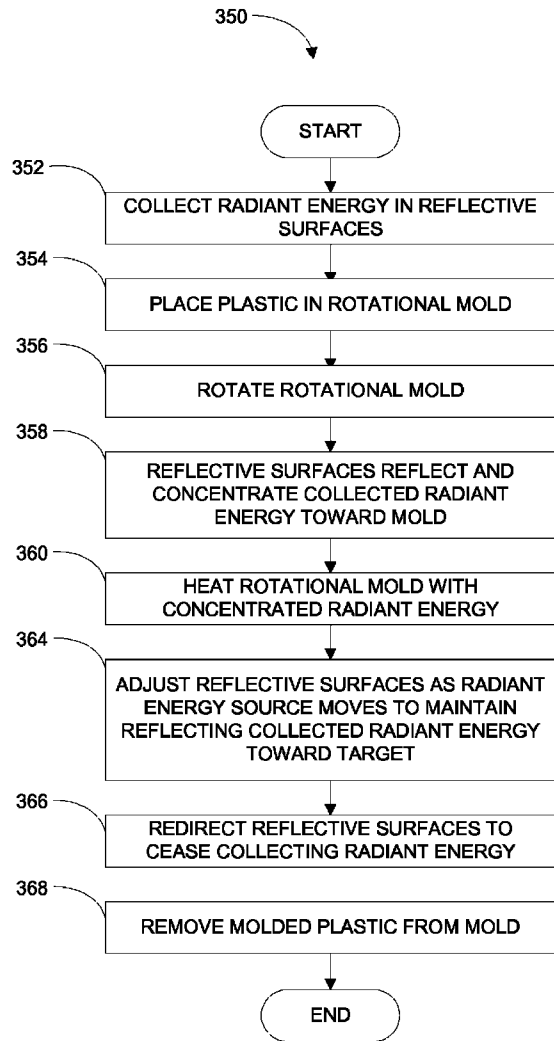 350
START
352
COLLECT RADIANT ENERGY IN REFLECTIVE
SURFACES
354
PLACE PLASTIC IN ROTATIONAL MOLD
356
ROTATE ROTATIONAL MOLD
358
REFLECTIVE SURFACES REFLECT AND
CONCENTRATE COLLECTED RADIANT
ENERGY TOWARD MOLD
360
HEAT ROTATIONAL MOLD WITH
CONCENTRATED RADIANT ENERGY
364
ADJUST REFLECTIVE SURFACES AS RADIANT
ENERGY SOURCE MOVES TO MAINTAIN
REFLECTING COLLECTED RADIANT ENERGY
TOWARD TARGET
366
REDIRECT REFLECTIVE SURFACES TO
CEASE COLLECTING RADIANT ENERGY
368
REMOVE MOLDED PLASTIC FROM MOLD
END